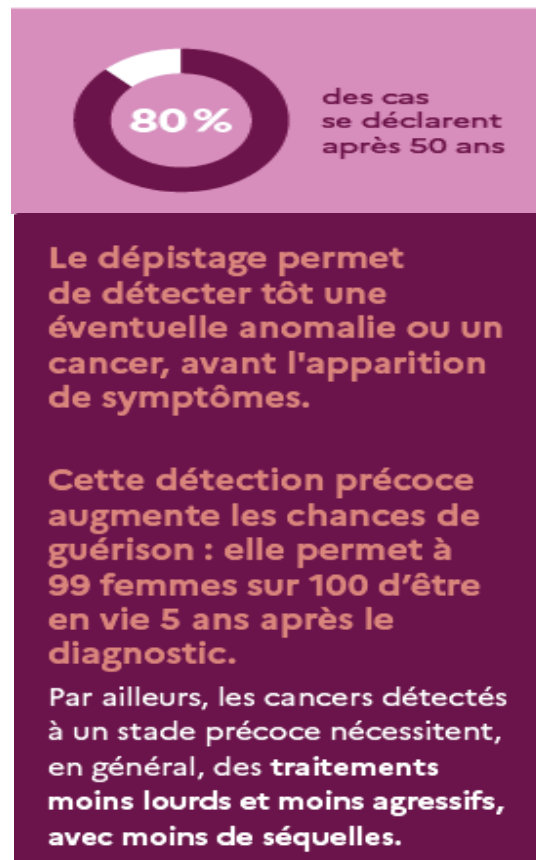 80 %
des cas
se déclarent
après 50 ans
Le dépistage permet
de détecter tôt une
éventuelle anomalie ou un
cancer, avant l'apparition
de symptômes.
Cette détection précoce
augmente les chances de
guérison : elle permet à
99 femmes sur 100 d’être
en vie 5 ans après le
diagnostic.
Par ailleurs, les cancers détectés
à un stade précoce nécessitent,
en général, des traitements
moins lourds et moins agressifs,
avec moins de séquelles.